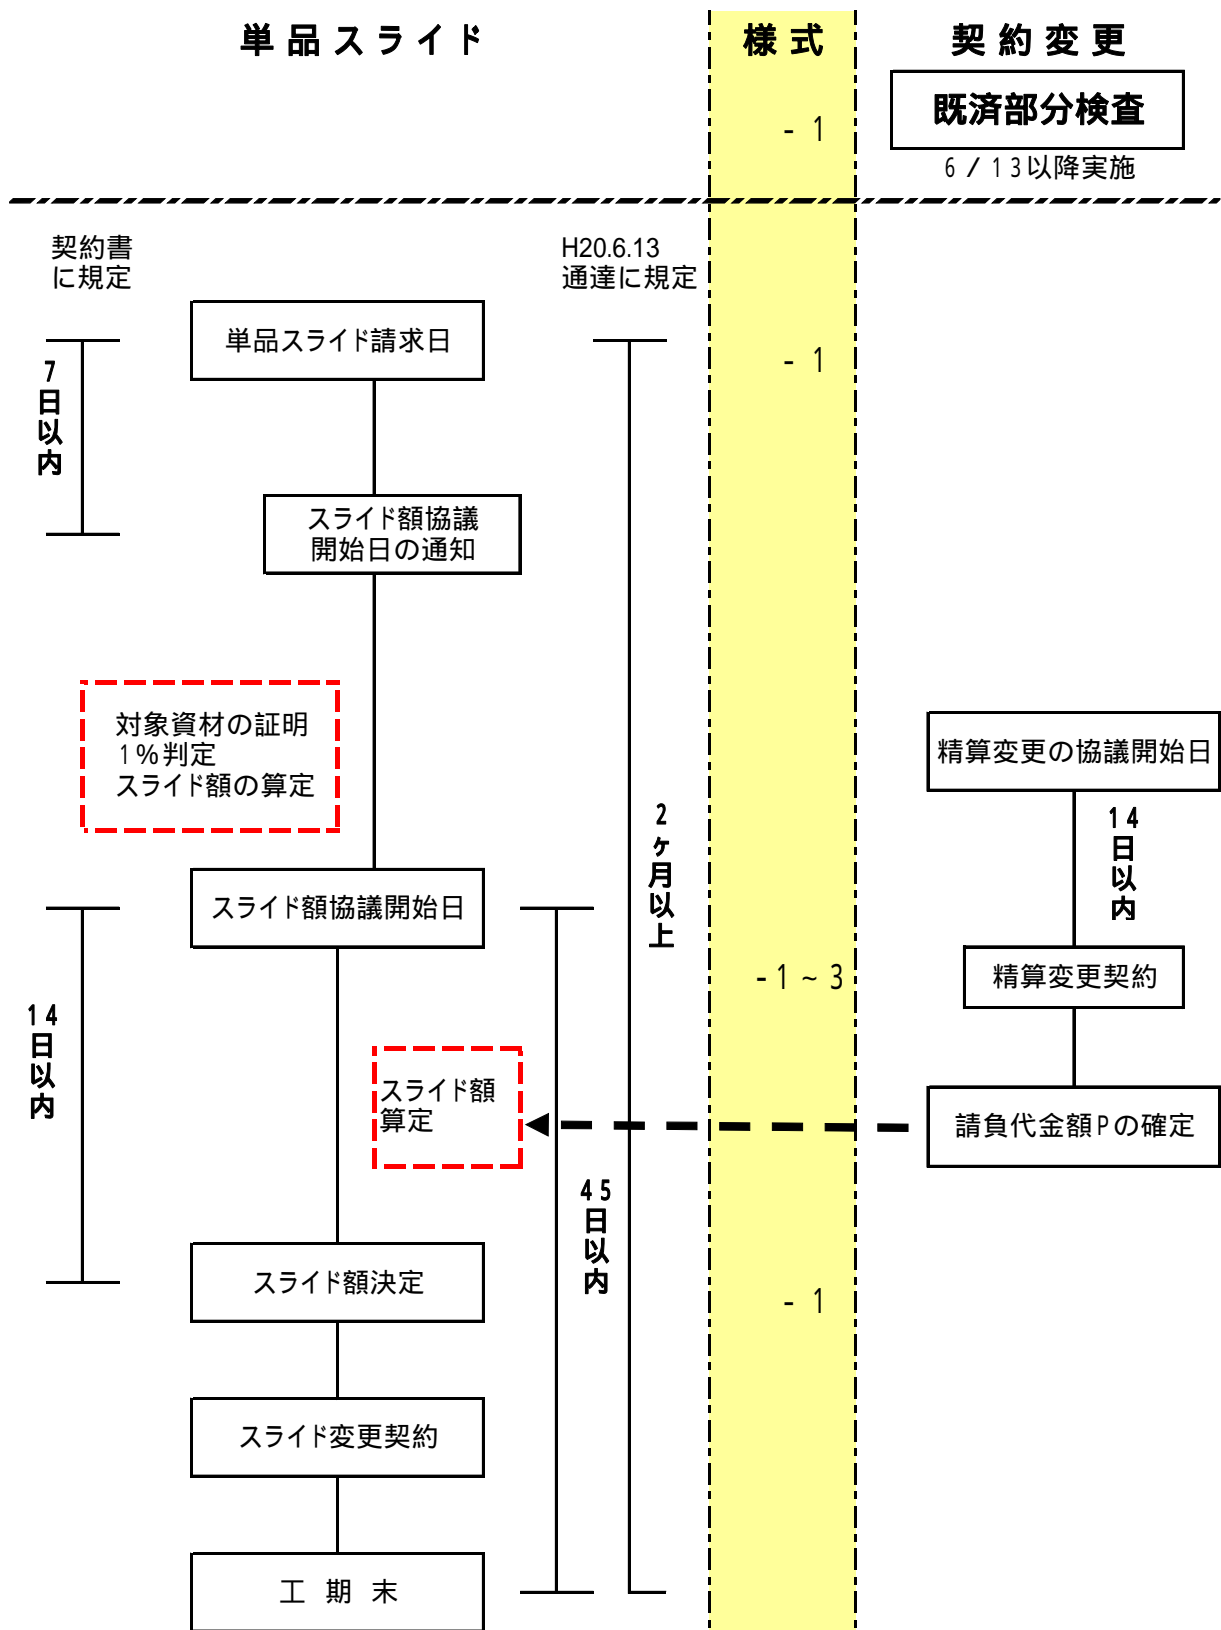 単品スライド
様式
契約変更
既済部分検査
- 1
6/13以降実施
契約書
に規定
H20.6.13
通達に規定
単品スライド請求日
- 1
7日以内
スライド額協議
開始日の通知
対象資材の証明
1%判定
スライド額の算定
精算変更の協議開始日
2ヶ月以上
14日以内
スライド額協議開始日
-1~3
精算変更契約
14日以内
スライド額
算定
請負代金額Pの確定
45日以内
スライド額決定
- 1
スライド変更契約
工期末